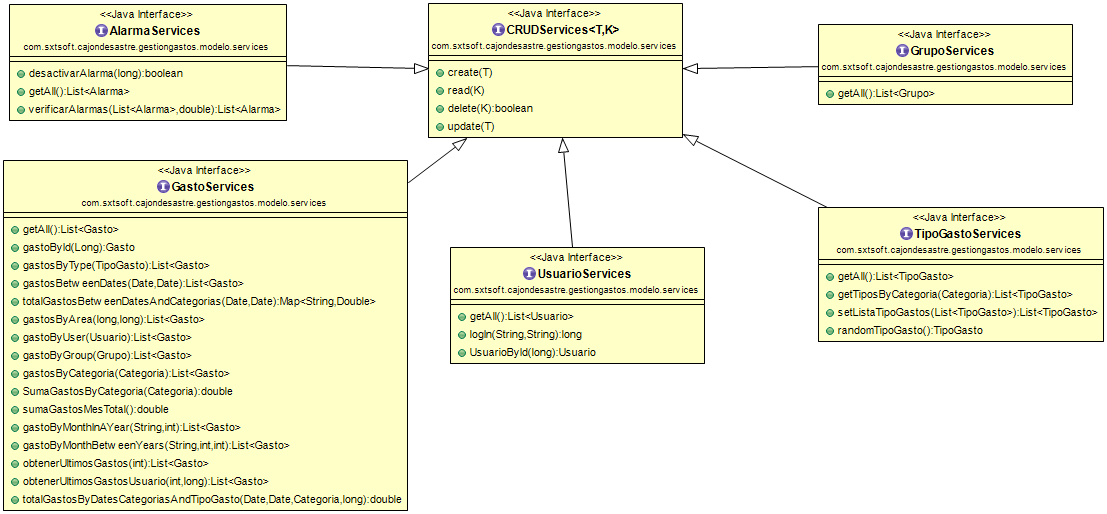 <<Java Interface>>
AlarmaServices
com.sxtsoft.cajondesastre.gestiongastos.modelo.services
desactivarAlarma(long):boolean
getAll():List<Alarma>
verificarAlarmas(List<Alarma>,double):List<Alarma>
<<Java Interface>>
CRUDServices<T,K>
com.sxtsoft.cajondesastre.gestiongastos.modelo.services
create(T)
read(K)
delete(K):boolean
update(T)
<<Java Interface>>
GrupoServices
com.sxtsoft.cajondesastre.gestiongastos.modelo.services
getAll():List<Grupo>
<<Java Interface>>
GastoServices
com.sxtsoft.cajondesastre.gestiongastos.modelo.services
getAll():List<Gasto>
gastoById(Long):Gasto
gastosByType(TipoGasto):List<Gasto>
gastosBetweenDates(Date,Date):List<Gasto>
totalGastosBetweenDatesAndCategorias(Date,Date):Map<String,Double>
gastosByArea(long,long):List<Gasto>
gastoByUser(Usuario):List<Gasto>
gastoByGroup(Grupo):List<Gasto>
gastosByCategoria(Categoria):List<Gasto>
SumaGastosByCategoria(Categoria):double
sumaGastosMesTotal():double
gastoByMonthInAYear(String,int):List<Gasto>
gastoByMonthBetweenYears(String,int,int):List<Gasto>
obtenerUltimosGastos(int):List<Gasto>
obtenerUltimosGastosUsuario(int,long):List<Gasto>
totalGastosByDatesCategoriasAndTipoGasto(Date,Date,Categoria,long):double
<<Java Interface>>
UsuarioServices
com.sxtsoft.cajondesastre.gestiongastos.modelo.services
getAll():List<Usuario>
logIn(String,String):long
UsuarioById(long):Usuario
<<Java Interface>>
TipoGastoServices
com.sxtsoft.cajondesastre.gestiongastos.modelo.services
getAll():List<TipoGasto>
getTiposByCategoria(Categoria):List<TipoGasto>
setListaTipoGastos(List<TipoGasto>):List<TipoGasto>
randomTipoGasto():TipoGasto